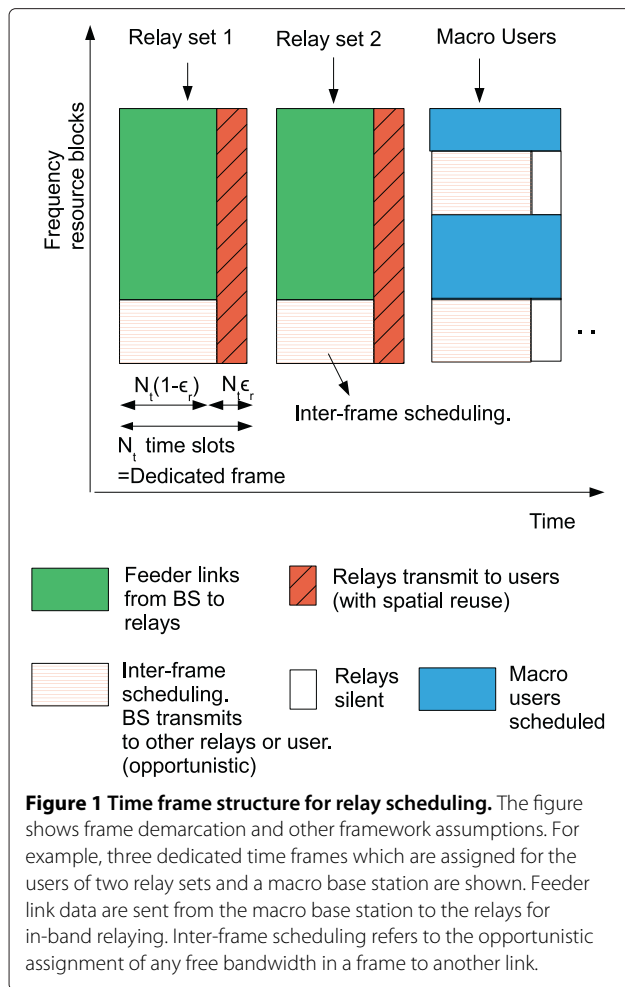 Relay set 1
Relay set 2
Macro Users
Frequency
resource blocks
N_t(1-ϵ_r)
N_tϵ_r
Inter-frame scheduling.
N_t time slots
=Dedicated frame
. .
Time
Feeder links
from BS to
relays
Relays transmit to users
(with spatial reuse)
Inter-frame
scheduling.
BS transmits
to other relays or user.
(opportunistic)
Relays
silent
Macro
users
scheduled
Figure 1 Time frame structure for relay scheduling. The figure
shows frame demarcation and other framework assumptions. For
example, three dedicated time frames which are assigned for the
users of two relay sets and a macro base station are shown. Feeder
link data are sent from the macro base station to the relays for
in-band relaying. Inter-frame scheduling refers to the opportunistic
assignment of any free bandwidth in a frame to another link.